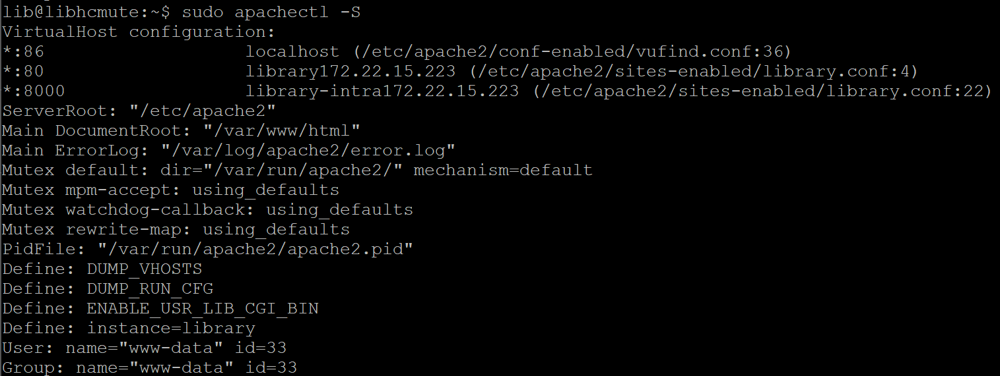 lib@libhcmute:~$ sudo apachectl -S
VirtualHost configuration:
*:86                   localhost (/etc/apache2/conf-enabled/vufind.conf:36)
*:80                   library172.22.15.223 (/etc/apache2/sites-enabled/library.conf:4)
*:8000                 library-intra172.22.15.223 (/etc/apache2/sites-enabled/library.conf:22)
ServerRoot: "/etc/apache2"
Main DocumentRoot: "/var/www/html"
Main ErrorLog: "/var/log/apache2/error.log"
Mutex default: dir="/var/run/apache2/" mechanism=default
Mutex mpm-accept: using_defaults
Mutex watchdog-callback: using_defaults
Mutex rewrite-map: using_defaults
PidFile: "/var/run/apache2/apache2.pid"
Define: DUMP_VHOSTS
Define: DUMP_RUN_CFG
Define: ENABLE_USR_LIB_CGI_BIN
Define: instance=library
User: name="www-data" id=33
Group: name="www-data" id=33